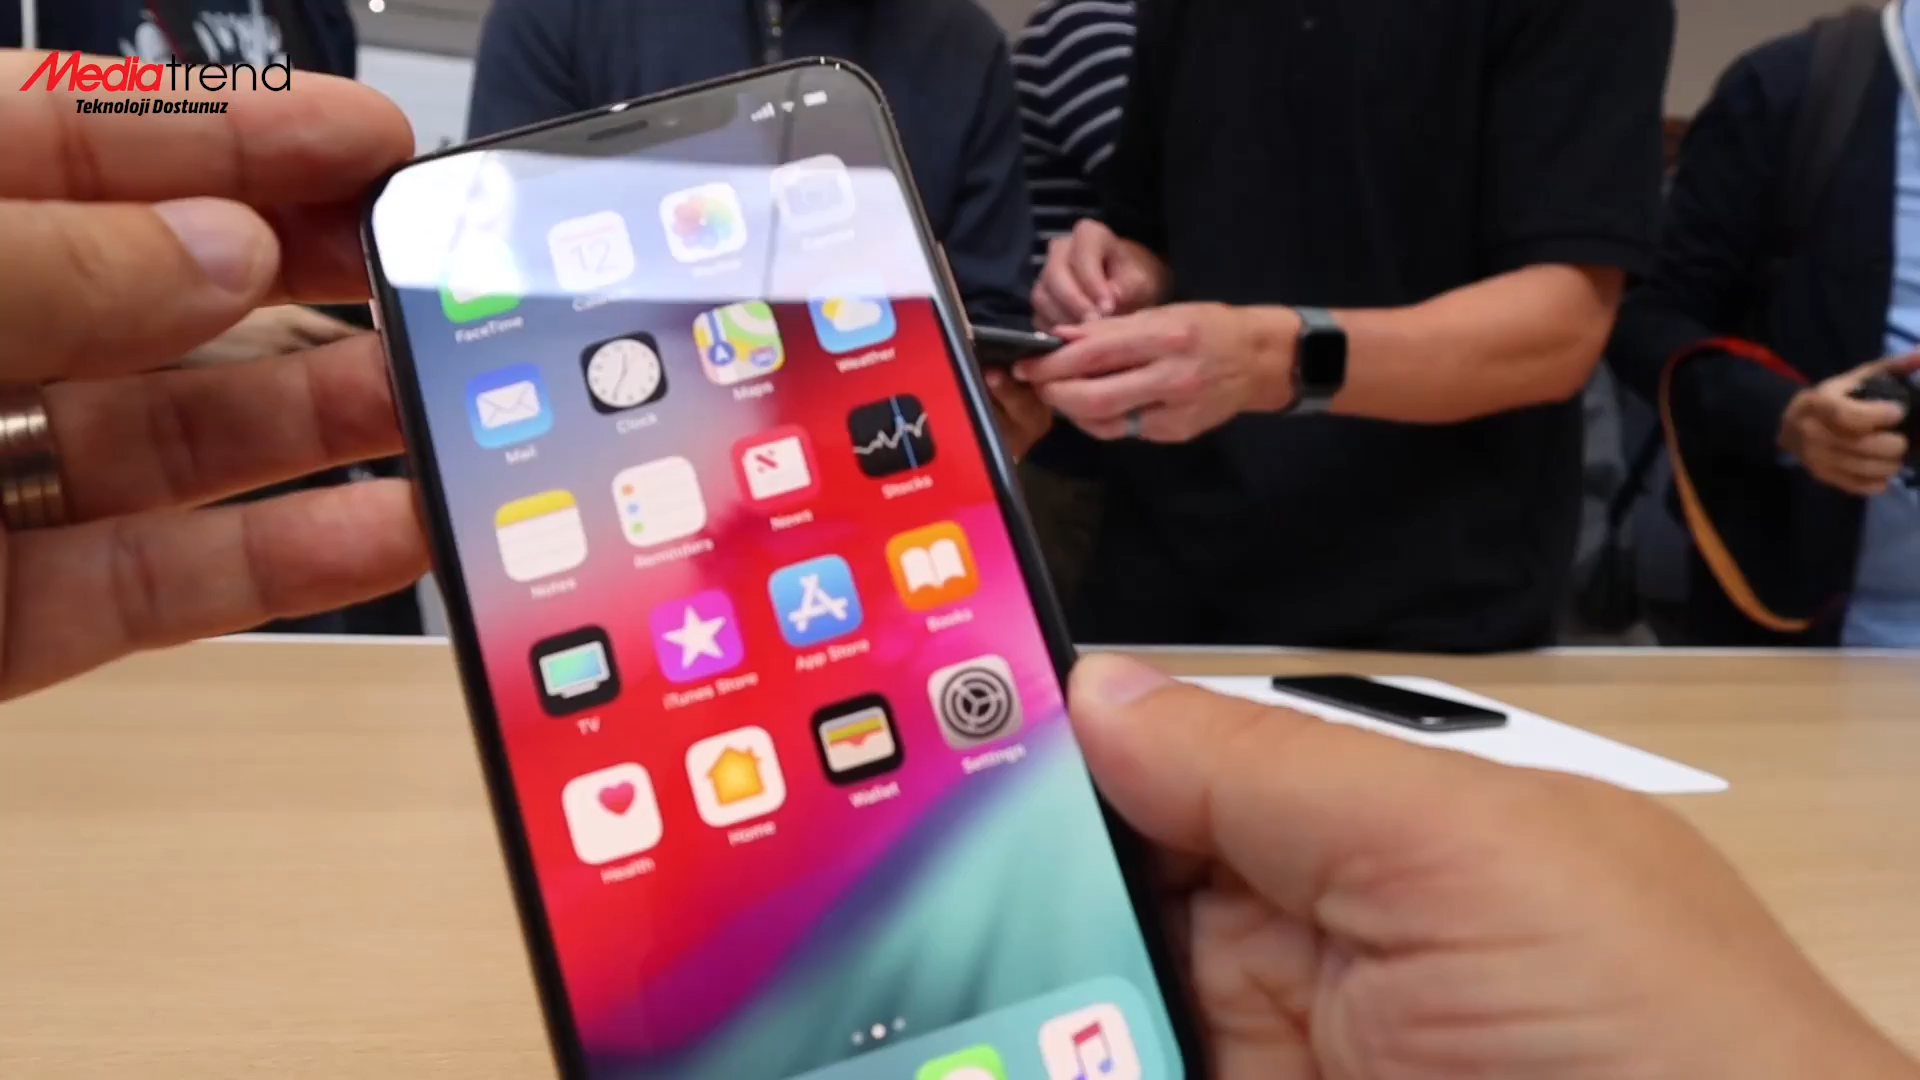 Mediatrend
Teknoloji Dostunuz
12
FaceTime
Mail
Clock
Maps
Weather
Notes
Reminders
News
Stocks
TV
iTunes Store
App Store
Books
Health
Home
Wallet
Settings